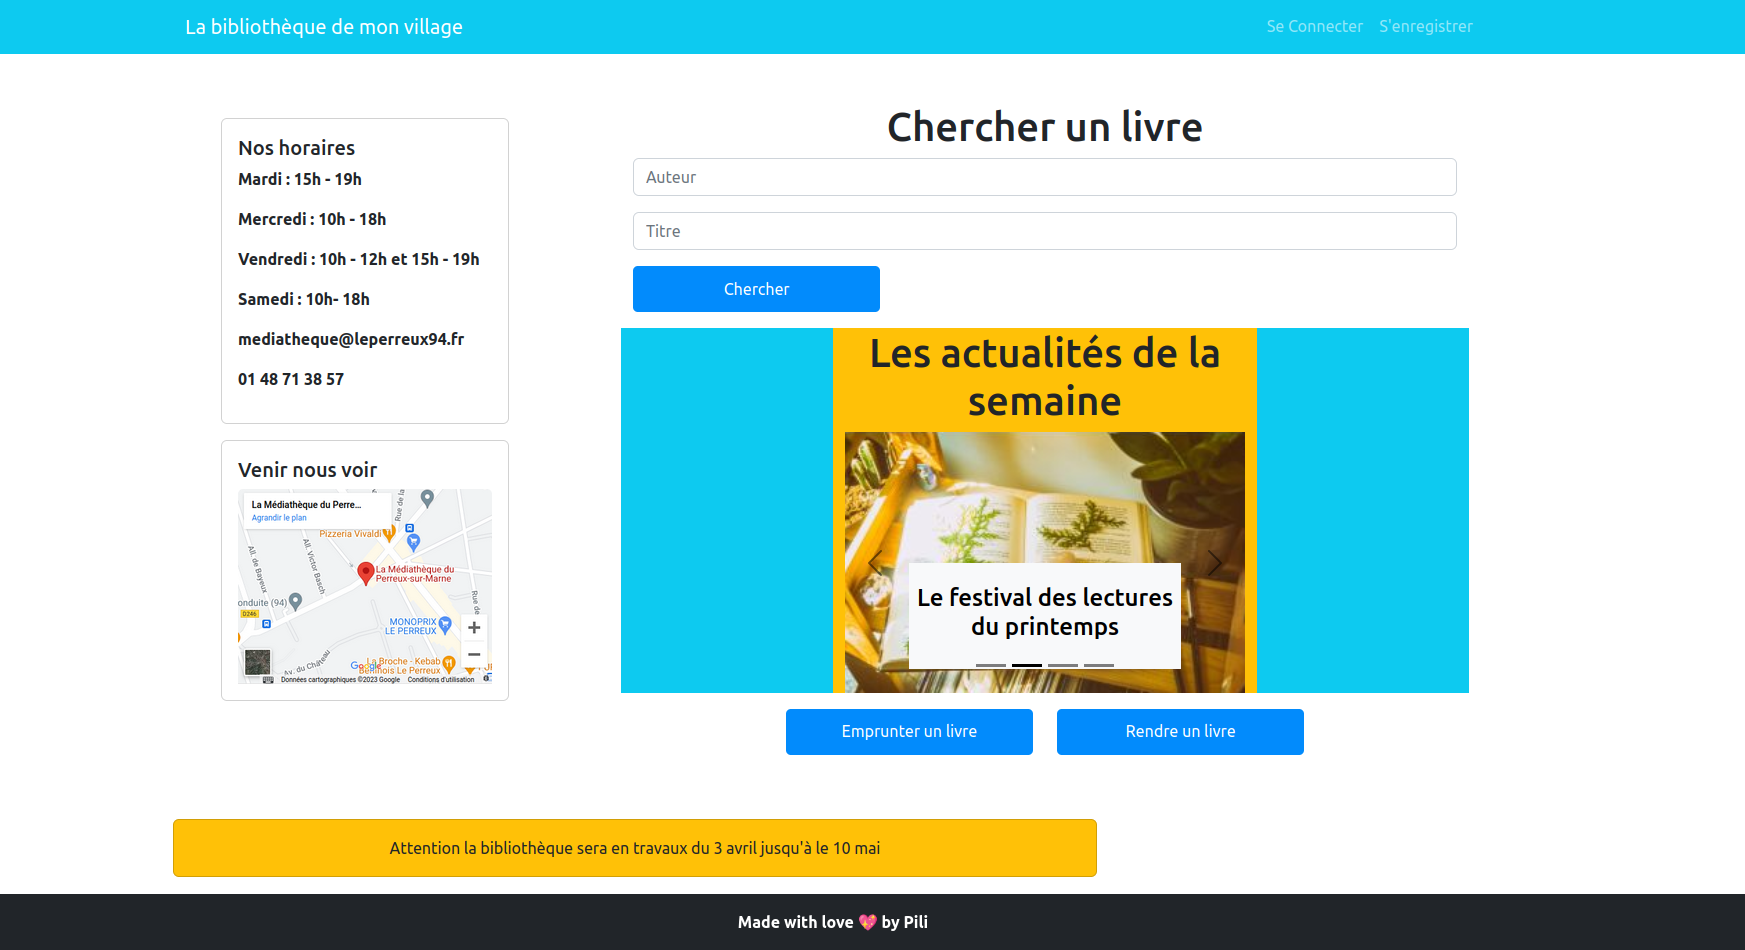 La bibliothèque de mon village
Se Connecter
S'enregistrer
Nos horaires
Mardi : 15h - 19h
Mercredi : 10h - 18h
Vendredi : 10h - 12h et 15h - 19h
Samedi : 10h- 18h
mediatheque@leperreux94.fr
01 48 71 38 57
Venir nous voir
La Médiathèque du Perre...
Agrandir le plan
Rue de la
Pizzeria Vivaldi
All. de Bayeux
All. Victor Basch
La Médiathèque du
Perreux-sur-Marne
onduite (94)
D246
Rue de
MONOPRIX
LE PERREUX
Av. du Château
Google
La Broche - Kebab
Berlinois Le Perreux
Données cartographiques ©2023 Google
Conditions d'utilisation
Chercher un livre
Auteur
Titre
Chercher
Les actualités de la
semaine
Le festival des lectures
du printemps
Emprunter un livre
Rendre un livre
Attention la bibliothèque sera en travaux du 3 avril jusqu'à le 10 mai
Made with love 💖 by Pili